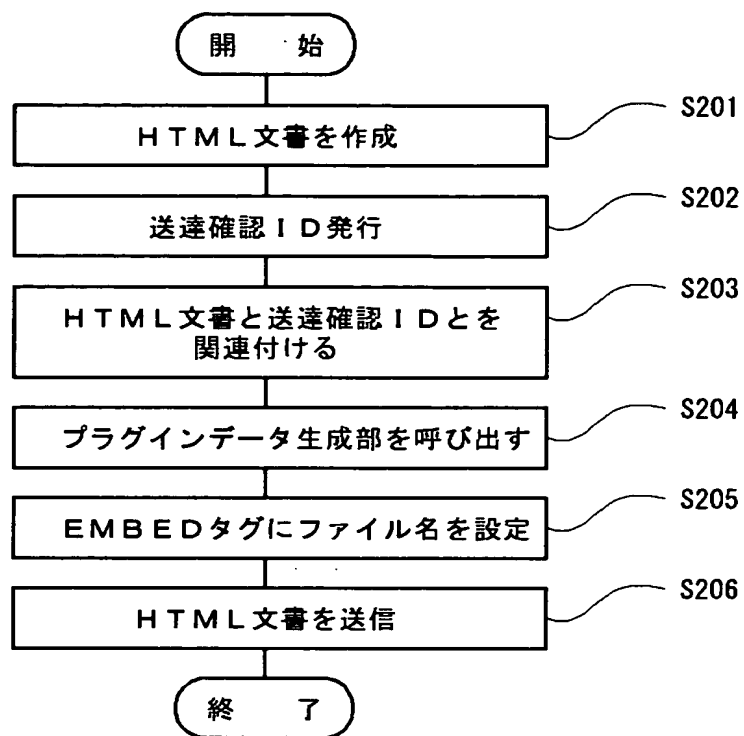 開始
HTML文書を作成
S201
送達確認ID発行
S202
HTML文書と送達確認IDとを
関連付ける
S203
プラグインデータ生成部を呼び出す
S204
EMBEDタグにファイル名を設定
S205
HTML文書を送信
S206
終了